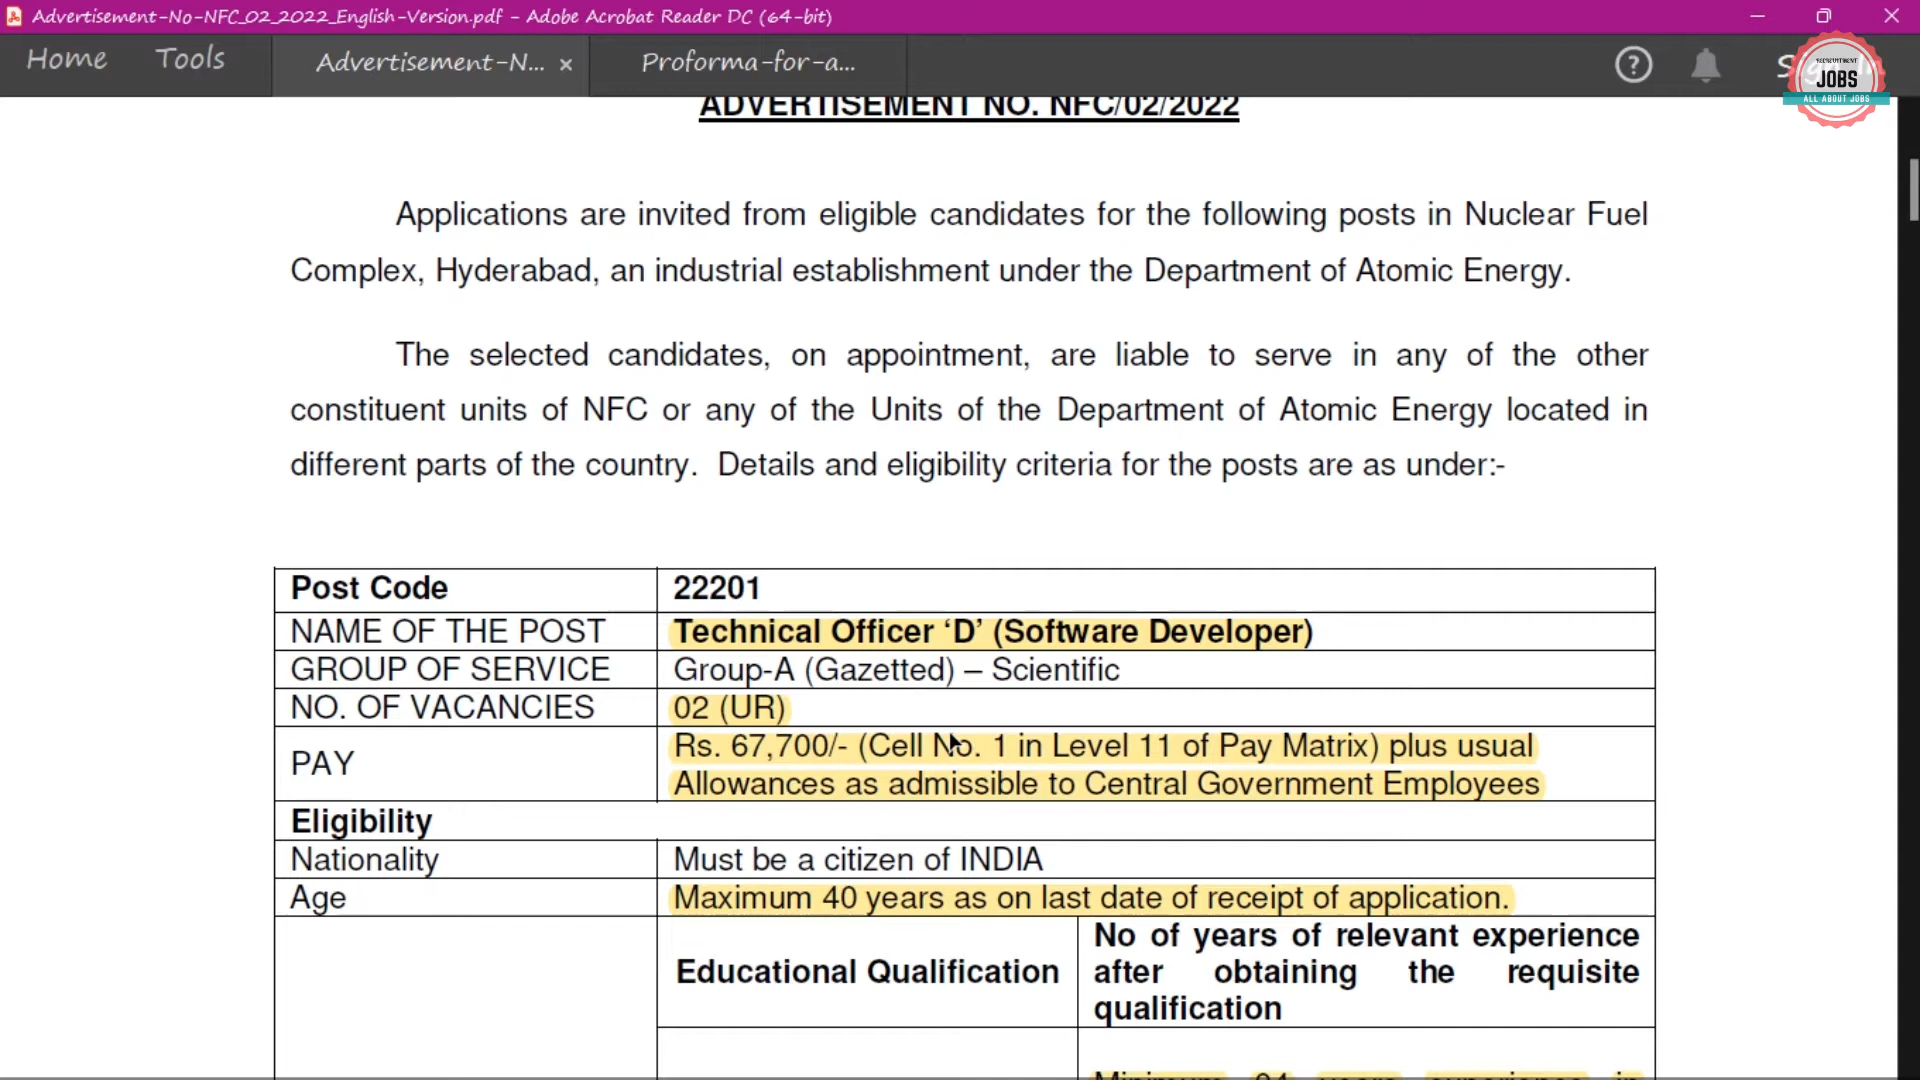 Advertisement-No-NFC_02_2022_English-Version.pdf - Adobe Acrobat Reader DC (64-bit)
Home Tools Advertisement-N... × Proforma-for-a... ?
RECRUITMENT
JOBS
ALL ABOUT JOBS
ADVERTISEMENT NO. NFC/02/2022
Applications are invited from eligible candidates for the following posts in Nuclear Fuel
Complex, Hyderabad, an industrial establishment under the Department of Atomic Energy.
The selected candidates, on appointment, are liable to serve in any of the other
constituent units of NFC or any of the Units of the Department of Atomic Energy located in
different parts of the country. Details and eligibility criteria for the posts are as under:-
Post Code 22201
NAME OF THE POST Technical Officer ‘D’ (Software Developer)
GROUP OF SERVICE Group-A (Gazetted) – Scientific
NO. OF VACANCIES 02 (UR)
PAY Rs. 67,700/- (Cell No. 1 in Level 11 of Pay Matrix) plus usual
Allowances as admissible to Central Government Employees
Eligibility
Nationality Must be a citizen of INDIA
Age Maximum 40 years as on last date of receipt of application.
Educational Qualification
No of years of relevant experience
after obtaining the requisite
qualification